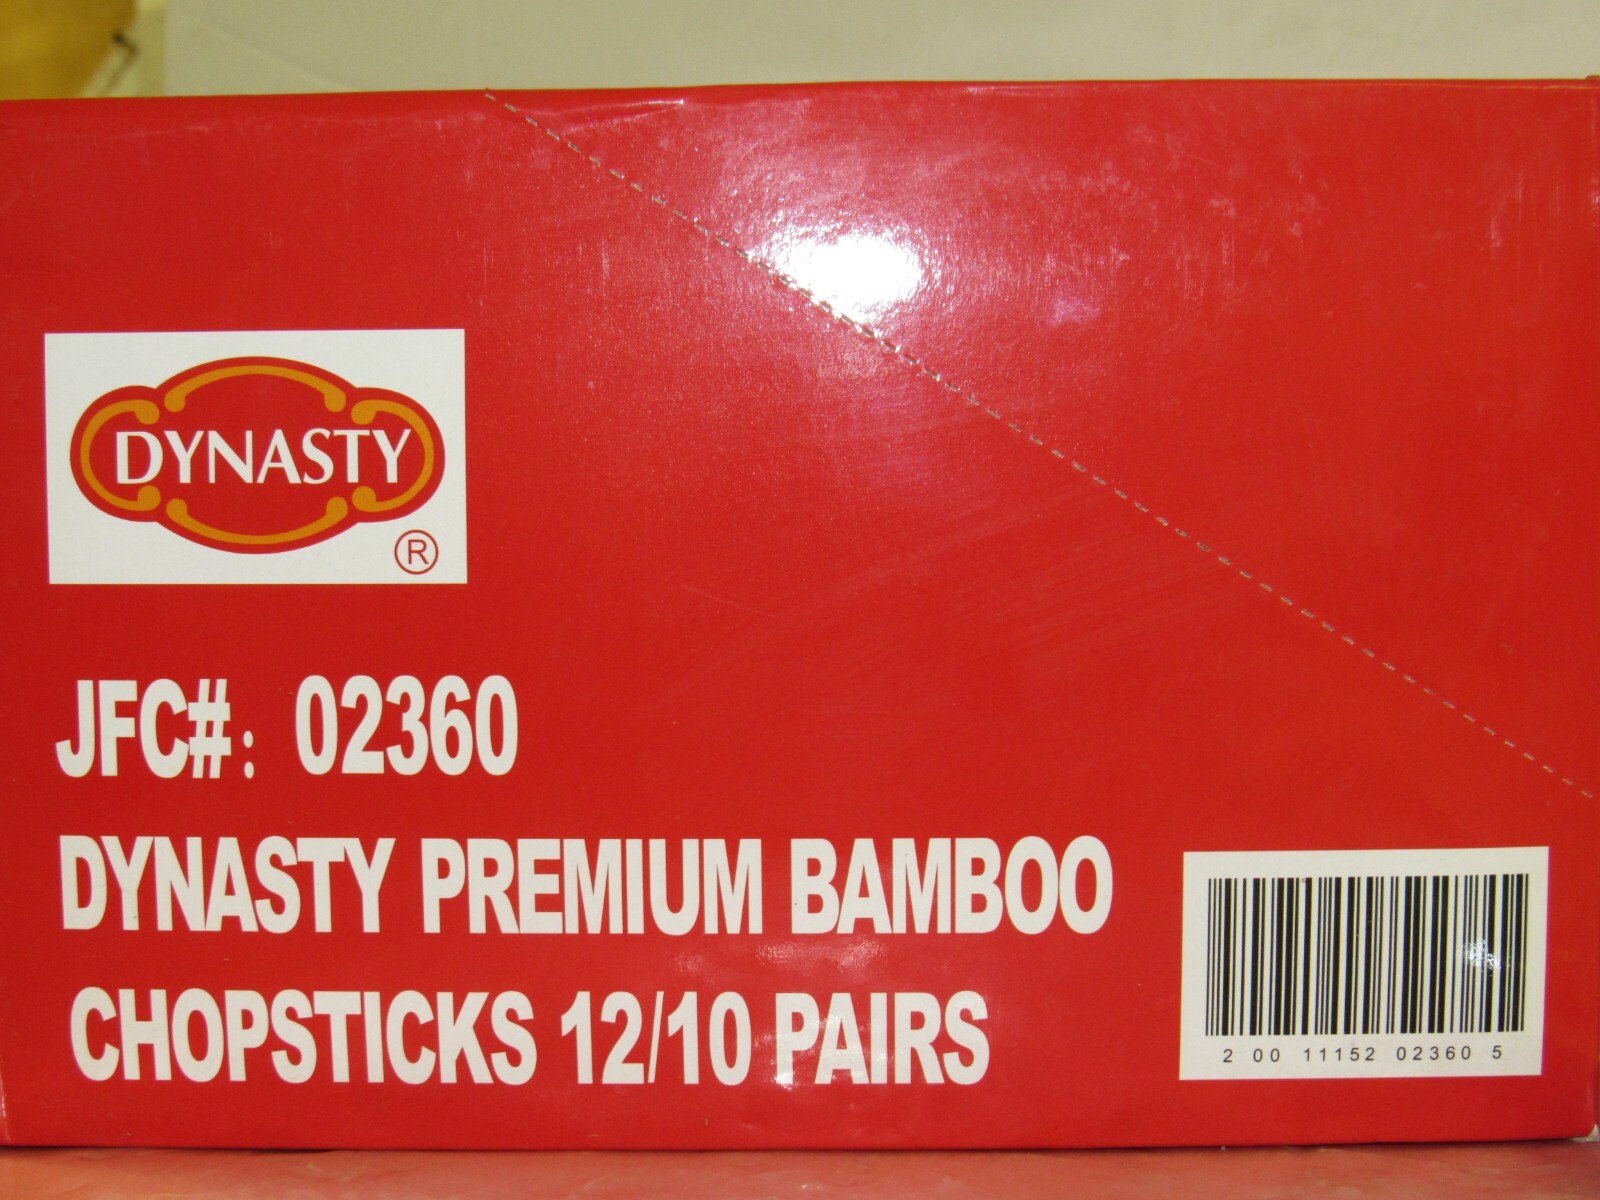 DYNASTY
®
JFC#: 02360
DYNASTY PREMIUM BAMBOO
CHOPSTICKS 12/10 PAIRS
2 00 11152 02360 5